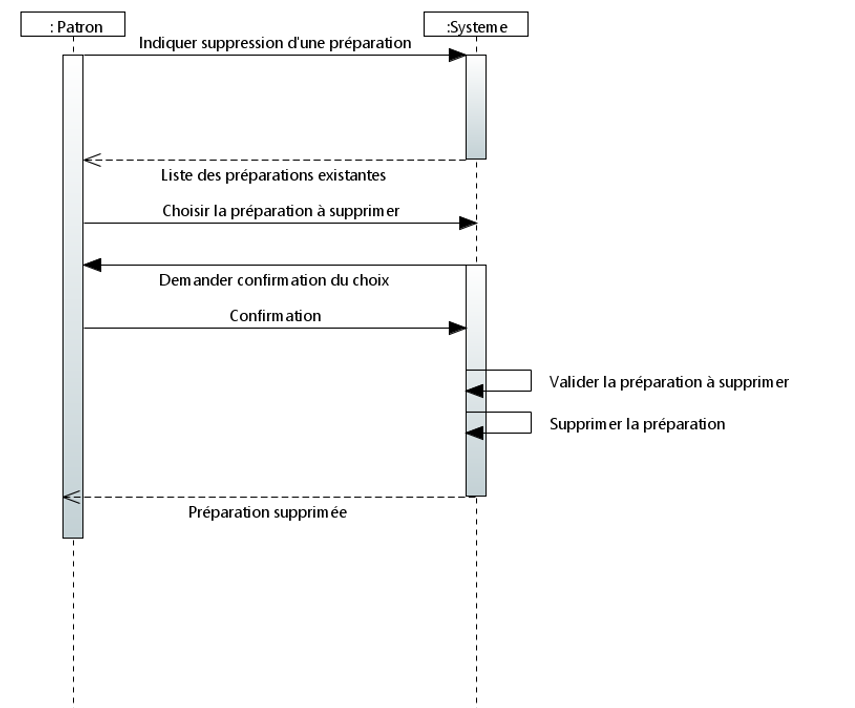 : Patron
:Systeme
Indiquer suppression d'une préparation
Liste des préparations existantes
Choisir la préparation à supprimer
Demander confirmation du choix
Confirmation
Valider la préparation à supprimer
Supprimer la préparation
Préparation supprimée